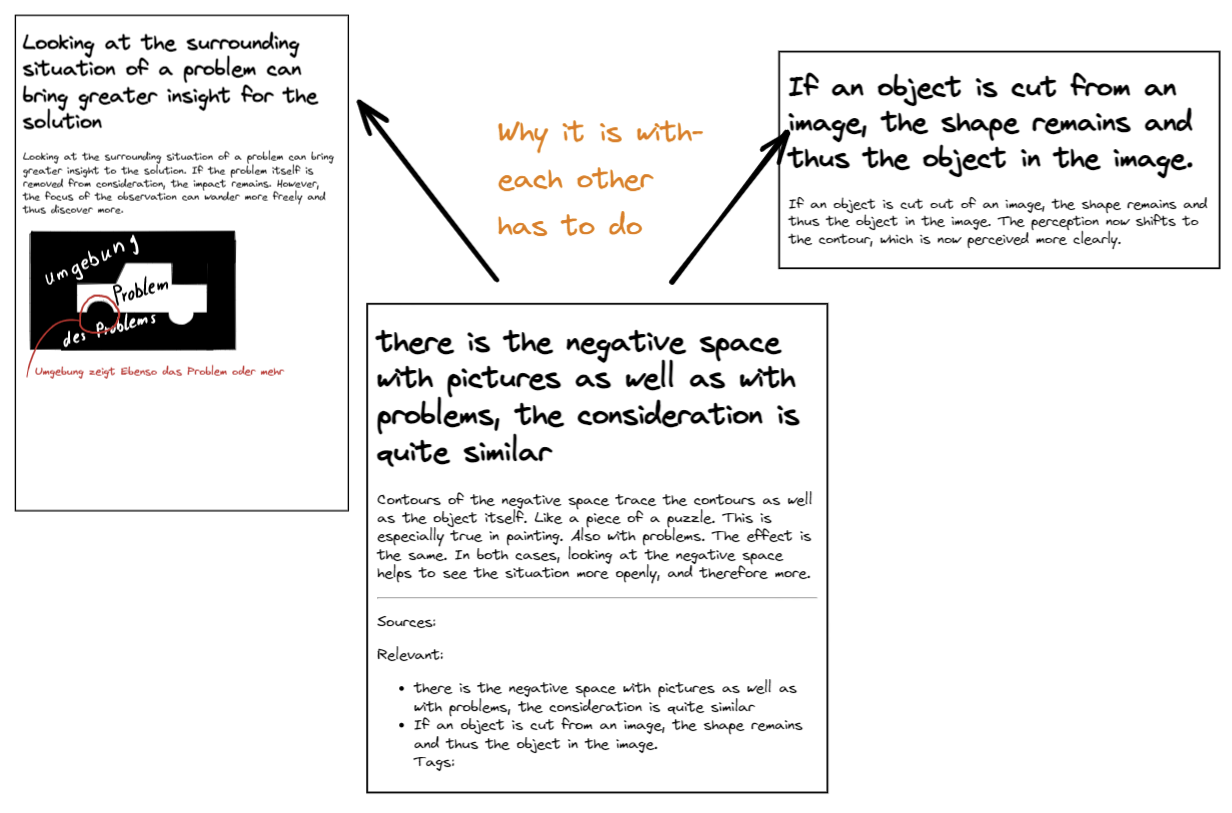 Looking at the surrounding
situation of a problem can
bring greater insight for the
solution
Looking at the surrounding situation of a problem can bring
greater insight to the solution. If the problem itself is
removed from consideration, the impact remains. However,
the focus of the observation can wander more freely and
thus discover more.
Umgebung
Problem
des Problems
Umgebung zeigt Ebenso das Problem oder mehr
Why it is with-
each other
has to do
If an object is cut from an
image, the shape remains and
thus the object in the image.
If an object is cut out of an image, the shape remains and
thus the object in the image. The perception now shifts to
the contour, which is now perceived more clearly.
there is the negative space
with pictures as well as with
problems, the consideration is
quite similar
Contours of the negative space trace the contours as well
as the object itself. Like a piece of a puzzle. This is
especially true in painting. Also with problems. The effect is
the same. In both cases, looking at the negative space
helps to see the situation more openly, and therefore more.
Sources:
Relevant:
• there is the negative space with pictures as well as
with problems, the consideration is quite similar
• If an object is cut from an image, the shape remains
and thus the object in the image.
Tags: